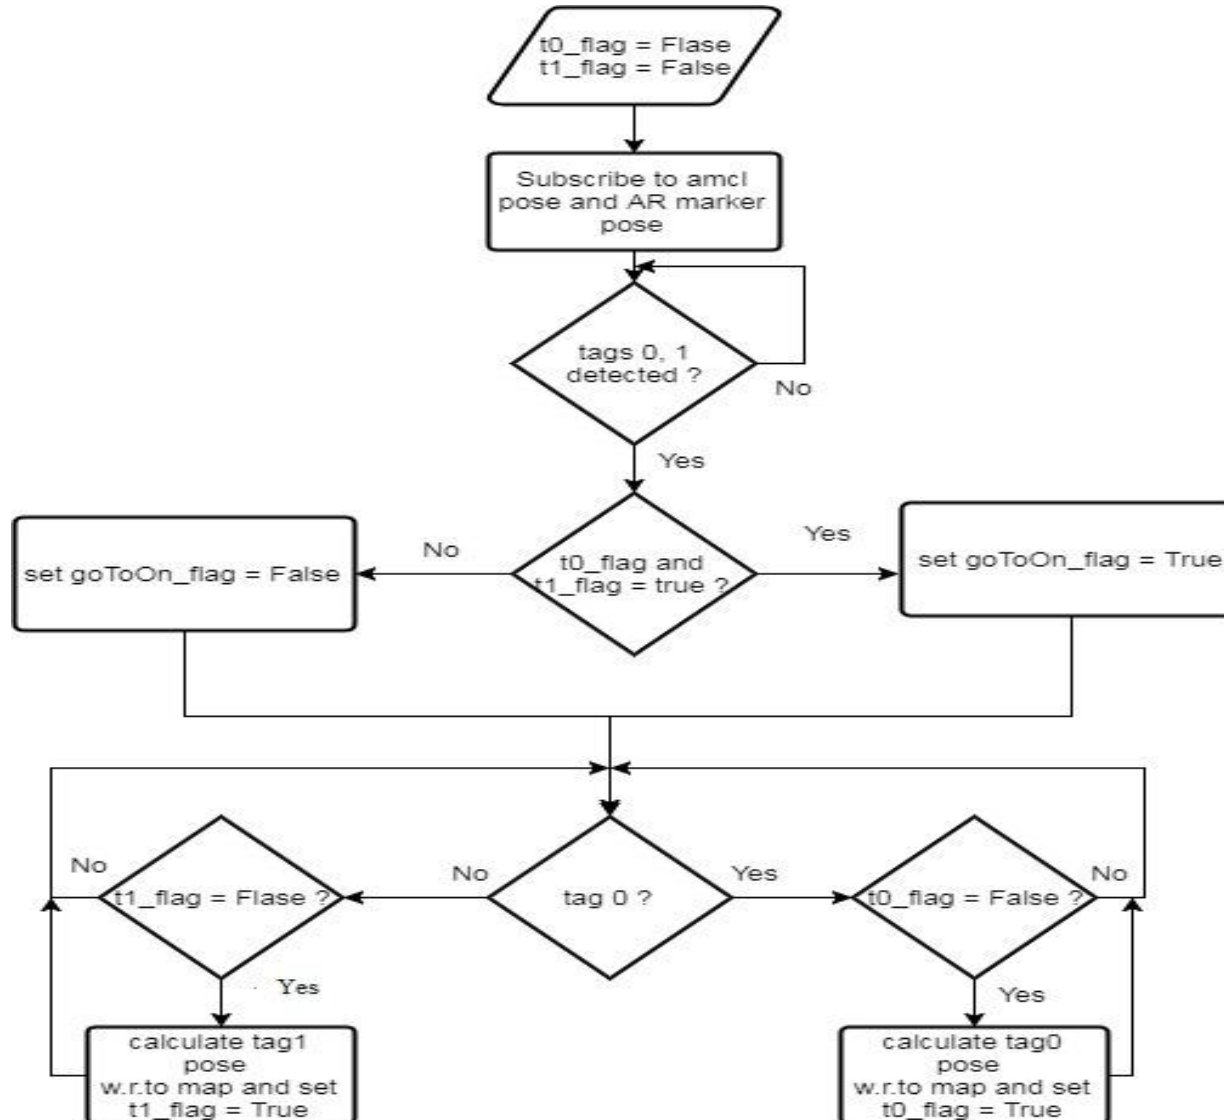 t0_flag = Flase
t1_flag = False
Subscribe to amcl
pose and AR marker
pose
tags 0, 1
detected ?
No
Yes
t0_flag and
t1_flag = true ?
No
Yes
set goToOn_flag = False
set goToOn_flag = True
tag 0 ?
No
Yes
t1_flag = Flase ?
No
Yes
t0_flag = False ?
No
Yes
calculate tag1
pose
w.r.to map and set
t1_flag = True
calculate tag0
pose
w.r.to map and set
t0_flag = True